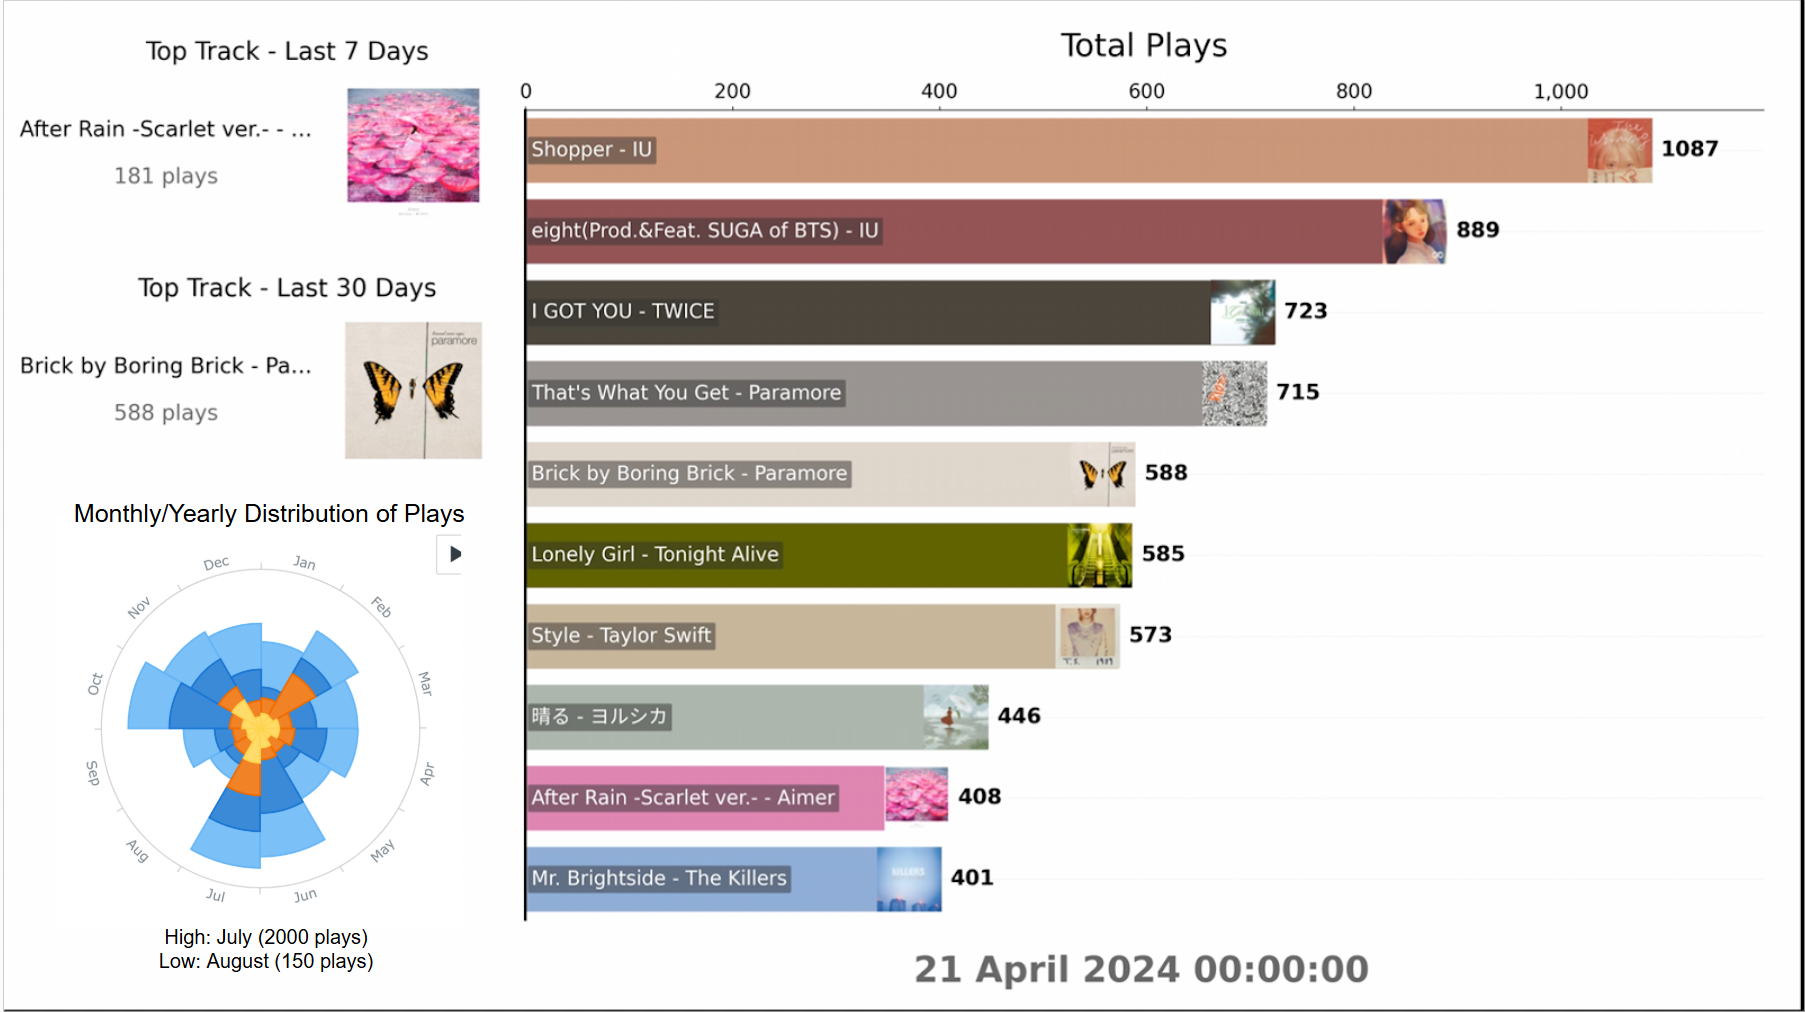 Top Track - Last 7 Days
After Rain -Scarlet ver.- - ...
181 plays
Top Track - Last 30 Days
Brick by Boring Brick - Pa...
paramore
588 plays
Monthly/Yearly Distribution of Plays
Dec
Jan
Nov
Feb
Oct
Mar
Sep
Apr
Aug
May
Jul
Jun
High: July (2000 plays)
Low: August (150 plays)
Total Plays
0 200 400 600 800 1,000
Shopper - IU 1087
eight(Prod.&Feat. SUGA of BTS) - IU 889
I GOT YOU - TWICE 723
That's What You Get - Paramore 715
Brick by Boring Brick - Paramore 588
Lonely Girl - Tonight Alive 585
Style - Taylor Swift 573
T.S. 1989
晴る - ヨルシカ 446
After Rain -Scarlet ver.- - Aimer 408
Mr. Brightside - The Killers KILLERS 401
21 April 2024 00:00:00